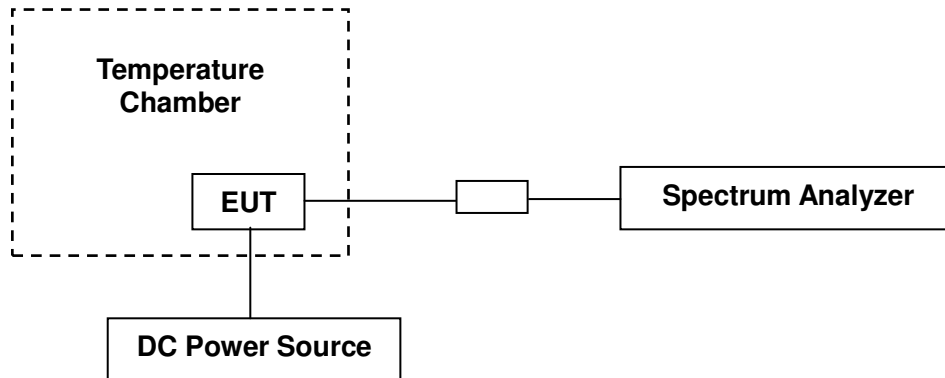 Temperature
Chamber
EUT
Spectrum Analyzer
DC Power Source